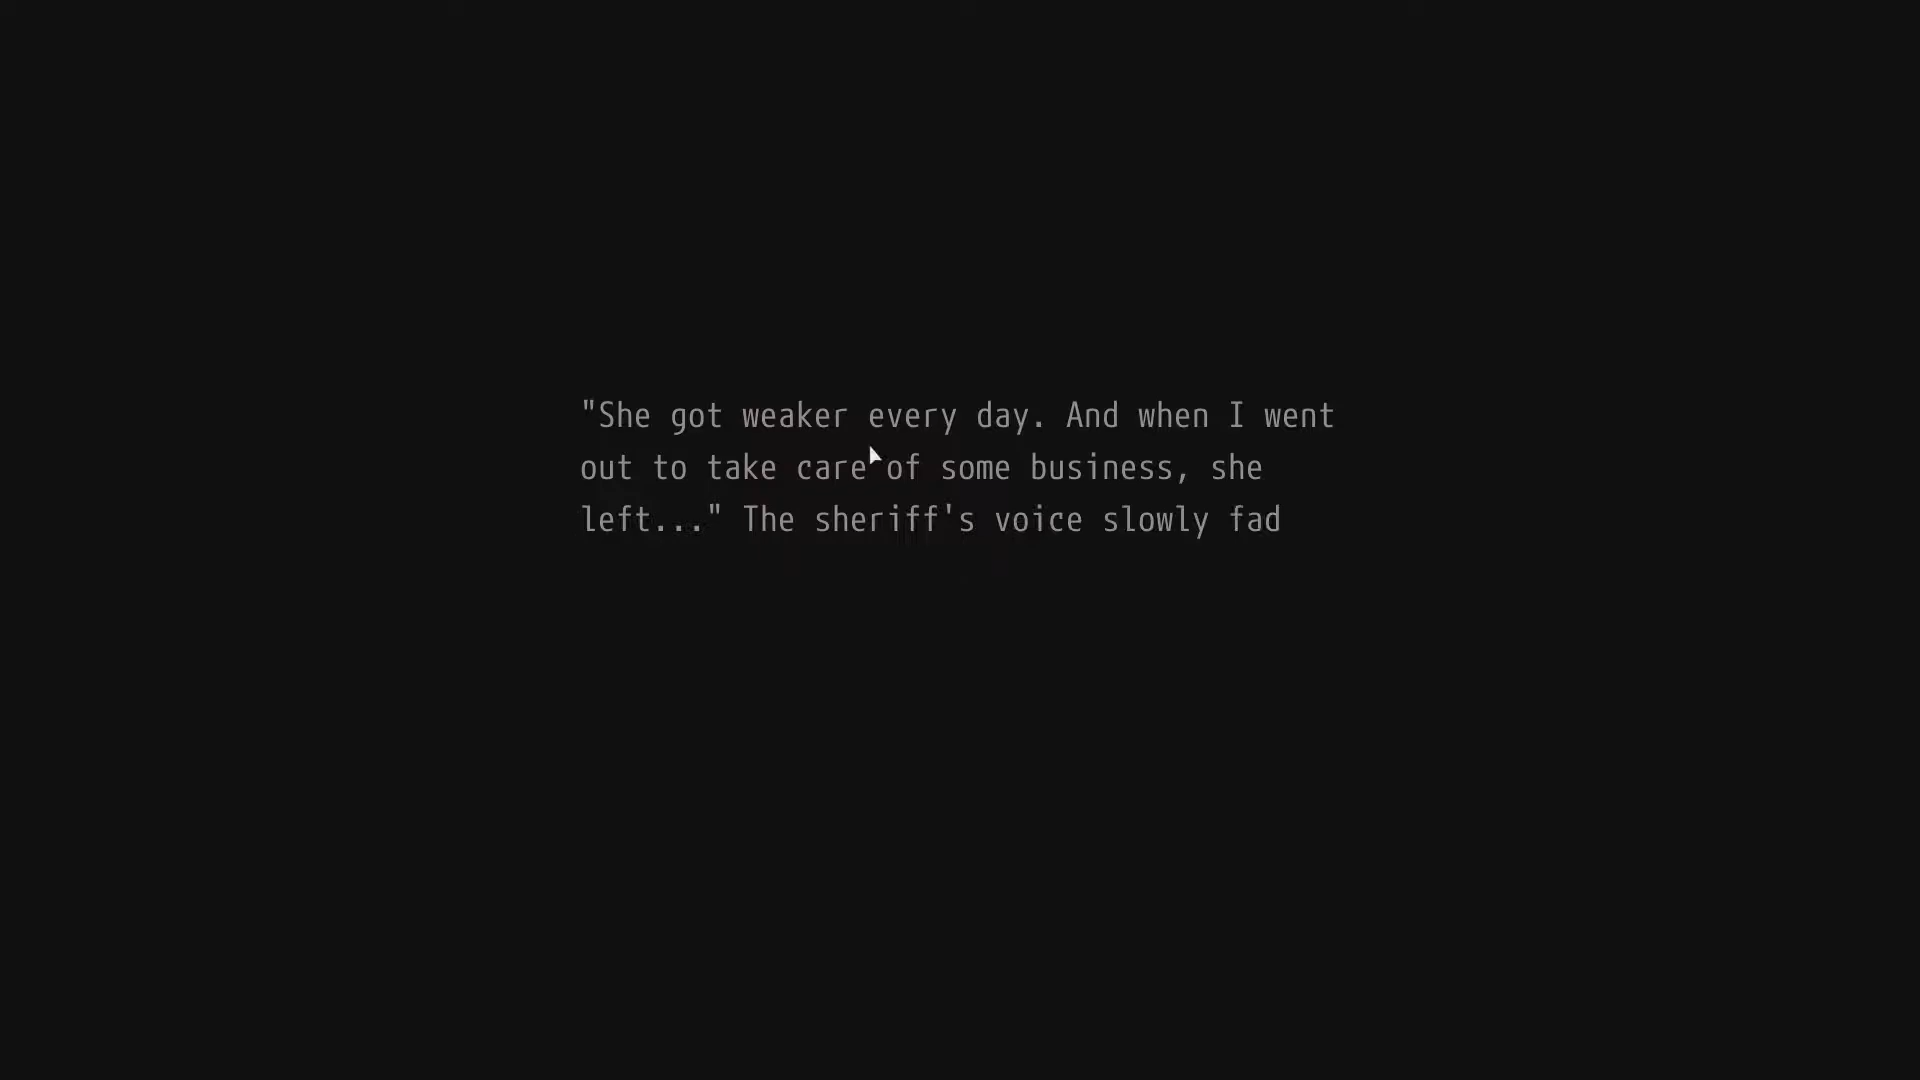 "She got weaker every day. And when I went
out to take care of some business, she
left..." The sheriff's voice slowly fad